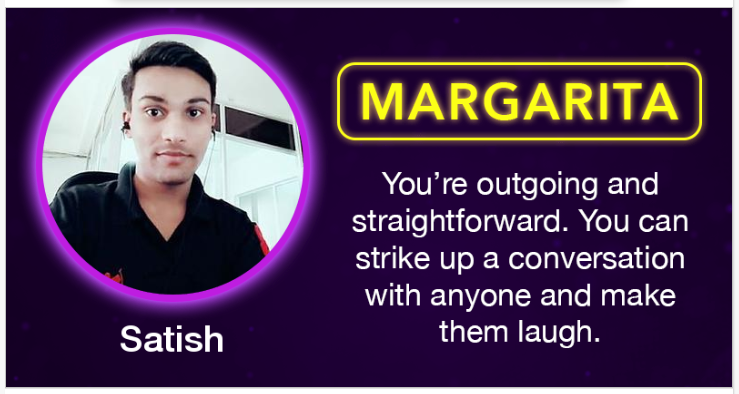 MARGARITA
You’re outgoing and
straightforward. You can
strike up a conversation
with anyone and make
them laugh.
Satish